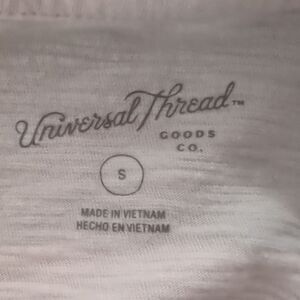 Universal Thread™
GOODS
CO.
S
MADE IN VIETNAM
HECHO EN VIETNAM